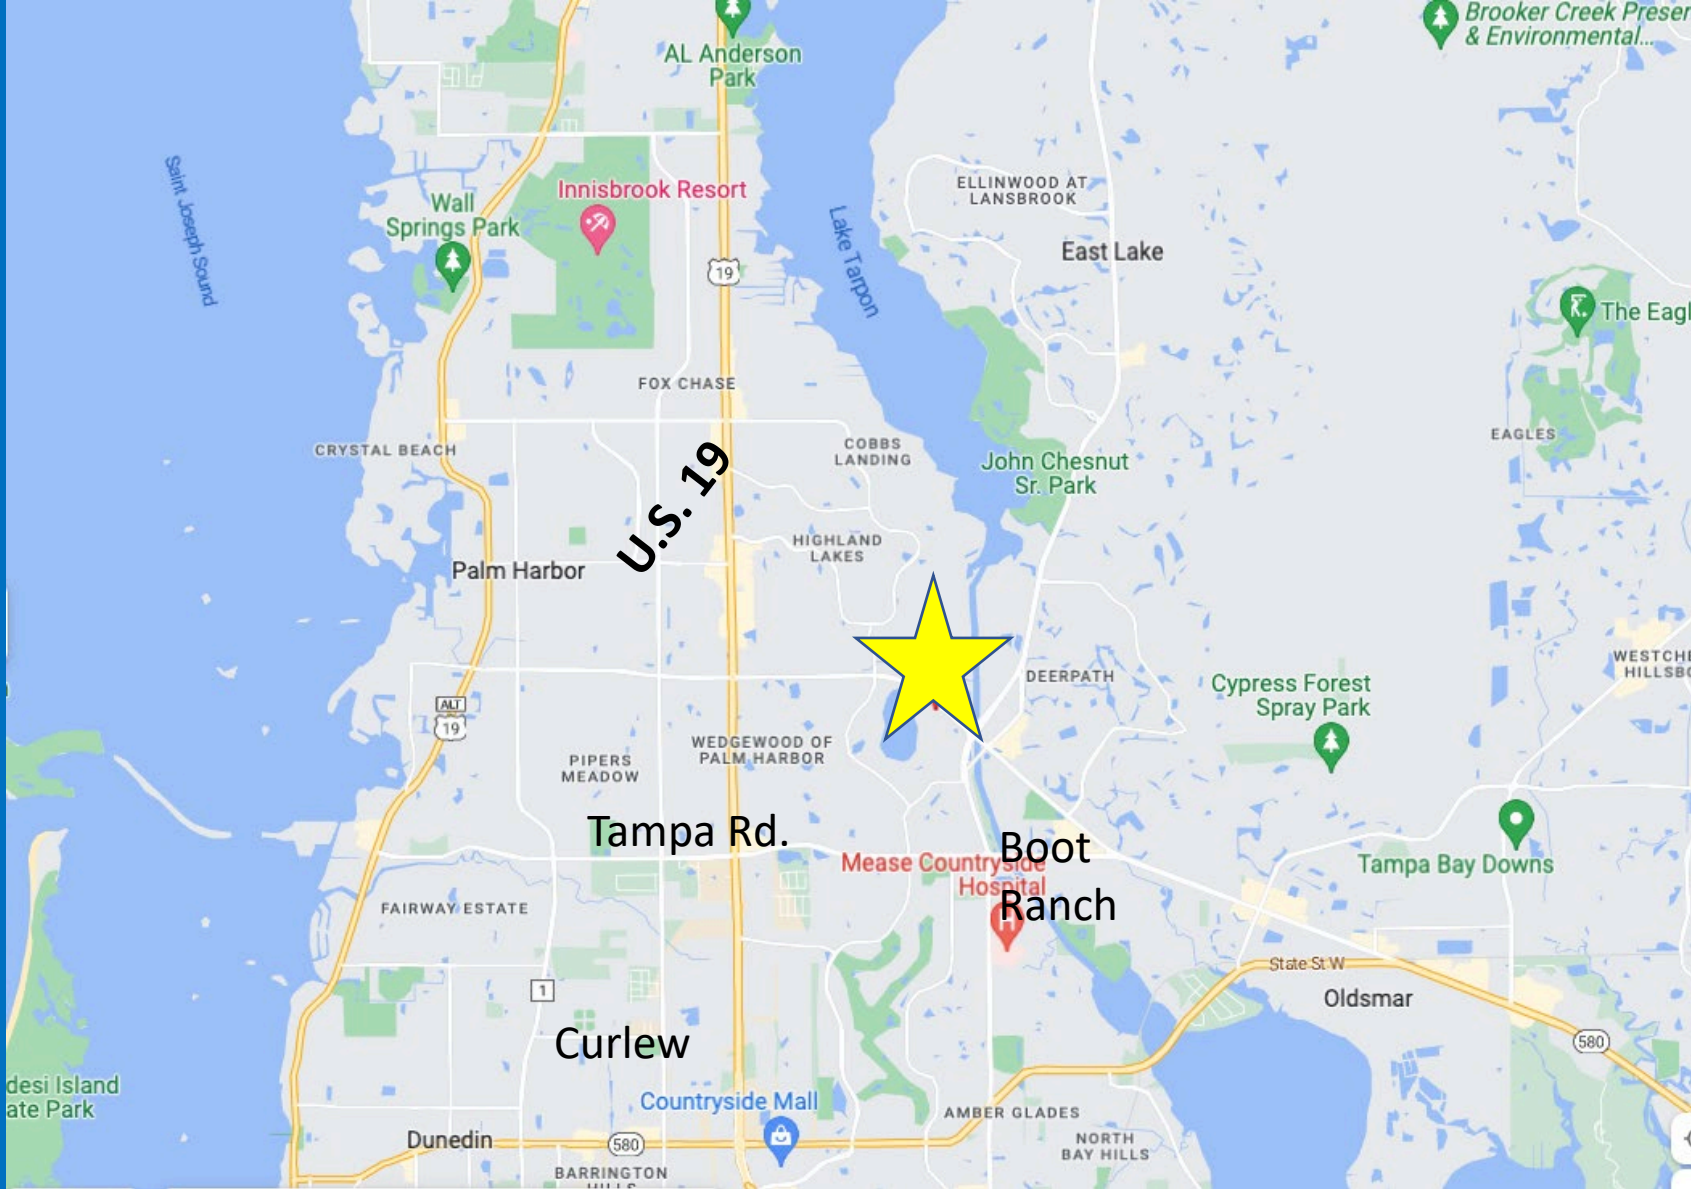 Brooker Creek Preser
& Environmental...
AL Anderson
Park
Saint Joseph Sound
Innisbrook Resort
Wall
Springs Park
ELLINWOOD AT
LANSBROOK
Lake Tarpon
East Lake
19
The Eagl
FOX CHASE
CRYSTAL BEACH
COBBS
LANDING
EAGLES
U.S. 19
John Chesnut
Sr. Park
HIGHLAND
LAKES
Palm Harbor
WESTCHE
HILLSBO
DEERPATH
Cypress Forest
Spray Park
ALT
19
WEDGEWOOD OF
PALM HARBOR
PIPERS
MEADOW
Tampa Rd.
Boot
Ranch
Mease Countryside
Hospital
H
Tampa Bay Downs
FAIRWAY ESTATE
State St W
1
Oldsmar
Curlew
580
desi Island
ate Park
Countryside Mall
AMBER GLADES
Dunedin
580
NORTH
BAY HILLS
BARRINGTON
HILLS